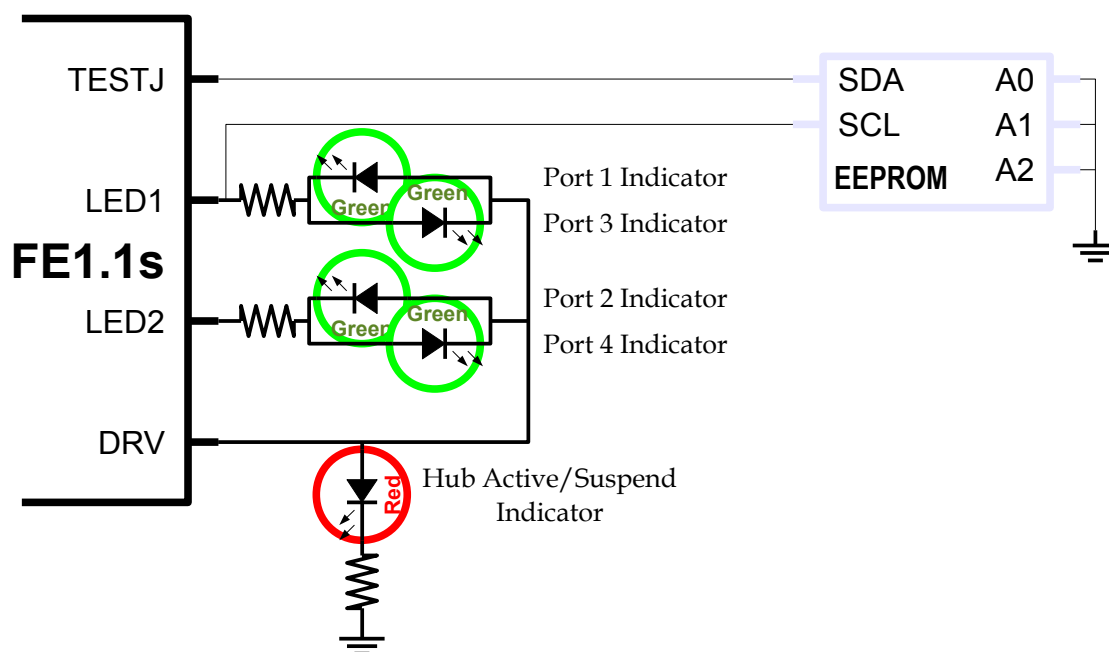 TESTJ
SDA
A0
SCL
A1
EEPROM
A2
LED1
Green
Green
Port 1 Indicator
Port 3 Indicator
FE1.1s
LED2
Green
Green
Port 2 Indicator
Port 4 Indicator
DRV
Red
Hub Active/Suspend
Indicator